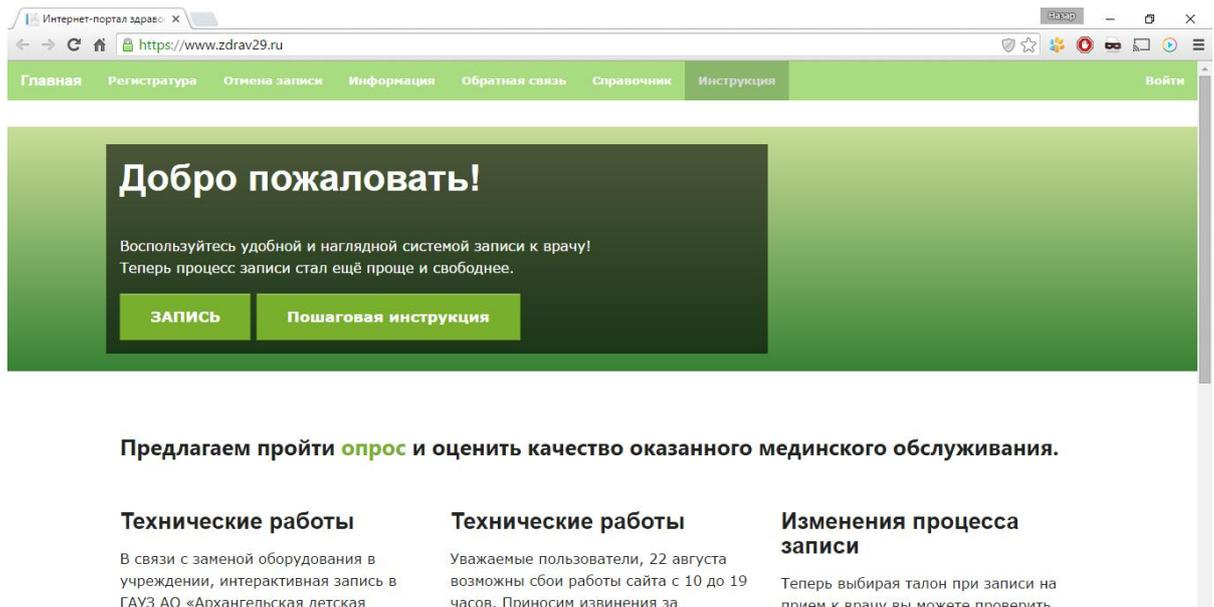 Интернет-портал здраво
Назар
https://www.zdrav29.ru
Главная Регистратура Отмена записи Информация Обратная связь Справочник Инструкция Войти
Добро пожаловать!
Воспользуйтесь удобной и наглядной системой записи к врачу!
Теперь процесс записи стал ещё проще и свободнее.
ЗАПИСЬ Пошаговая инструкция
Предлагаем пройти опрос и оценить качество оказанного мединского обслуживания.
Технические работы
В связи с заменой оборудования в
учреждении, интерактивная запись в
ГАУЗ АО «Архангельская детская
Технические работы
Уважаемые пользователи, 22 августа
возможны сбои работы сайта с 10 до 19
часов. Приносим извинения за
Изменения процесса
записи
Теперь выбирая талон при записи на
прием к врачу вы можете проверить